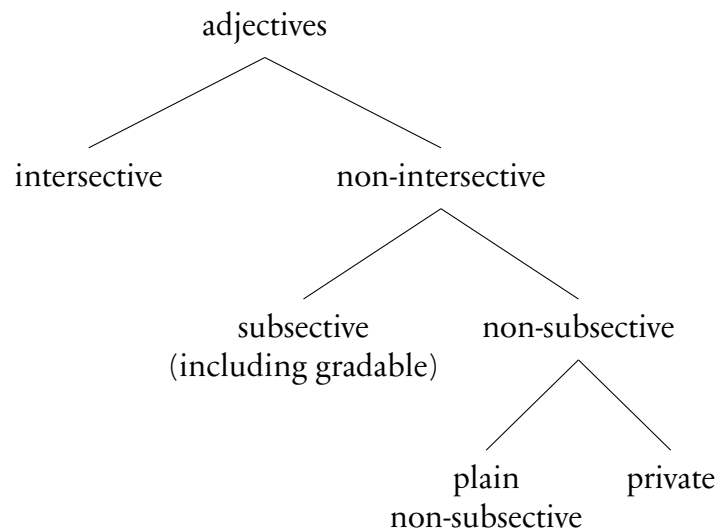 adjectives
intersective
non-intersective
subsective
(including gradable)
non-subsective
plain
non-subsective
private